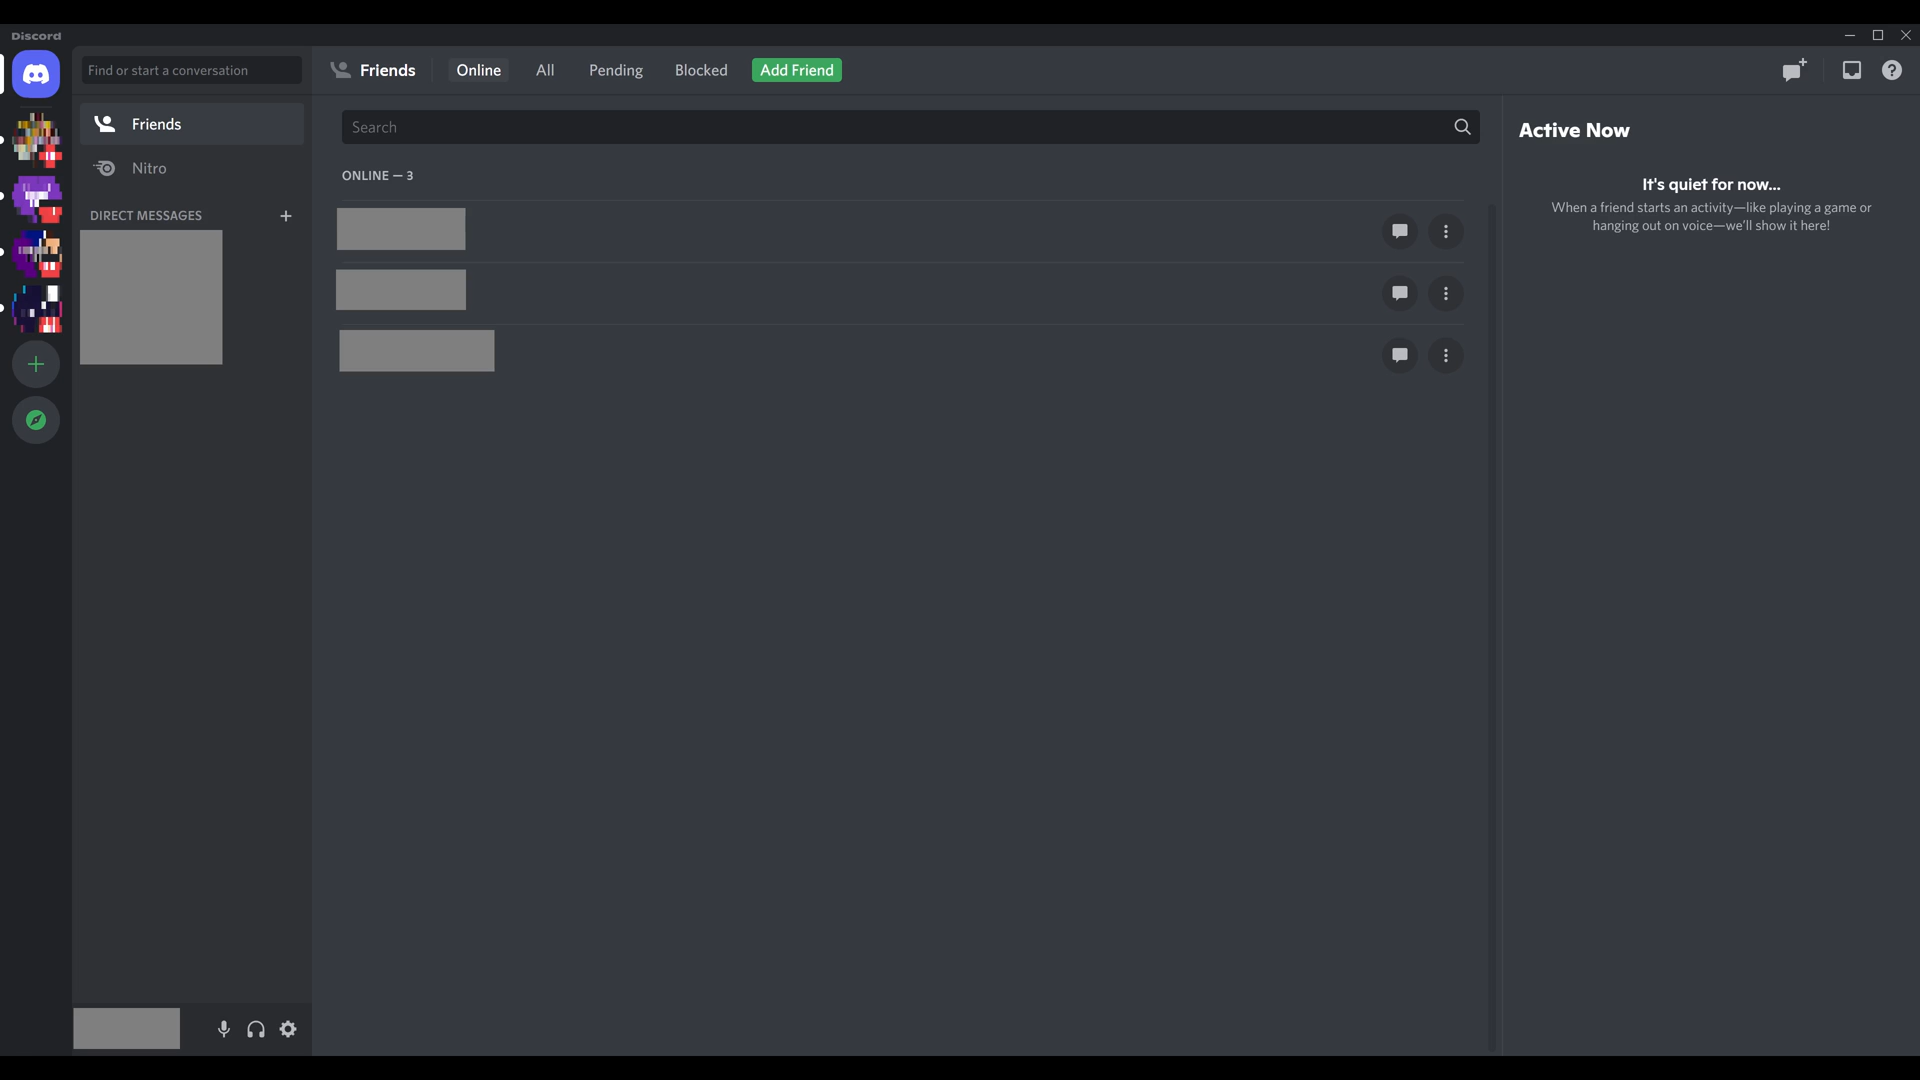 Discord
Find or start a conversation
Friends
Online
All
Pending
Blocked
Add Friend
Friends
Nitro
DIRECT MESSAGES
Search
ONLINE — 3
Active Now
It's quiet for now...
When a friend starts an activity—like playing a game or
hanging out on voice—we'll show it here!